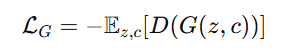 ℒ_G = −𝔼_{z,c}[D(G(z, c))]